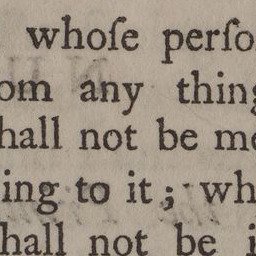 whoſe perſo
om any thing
hall not be me
ing to it; wh
hall not be i